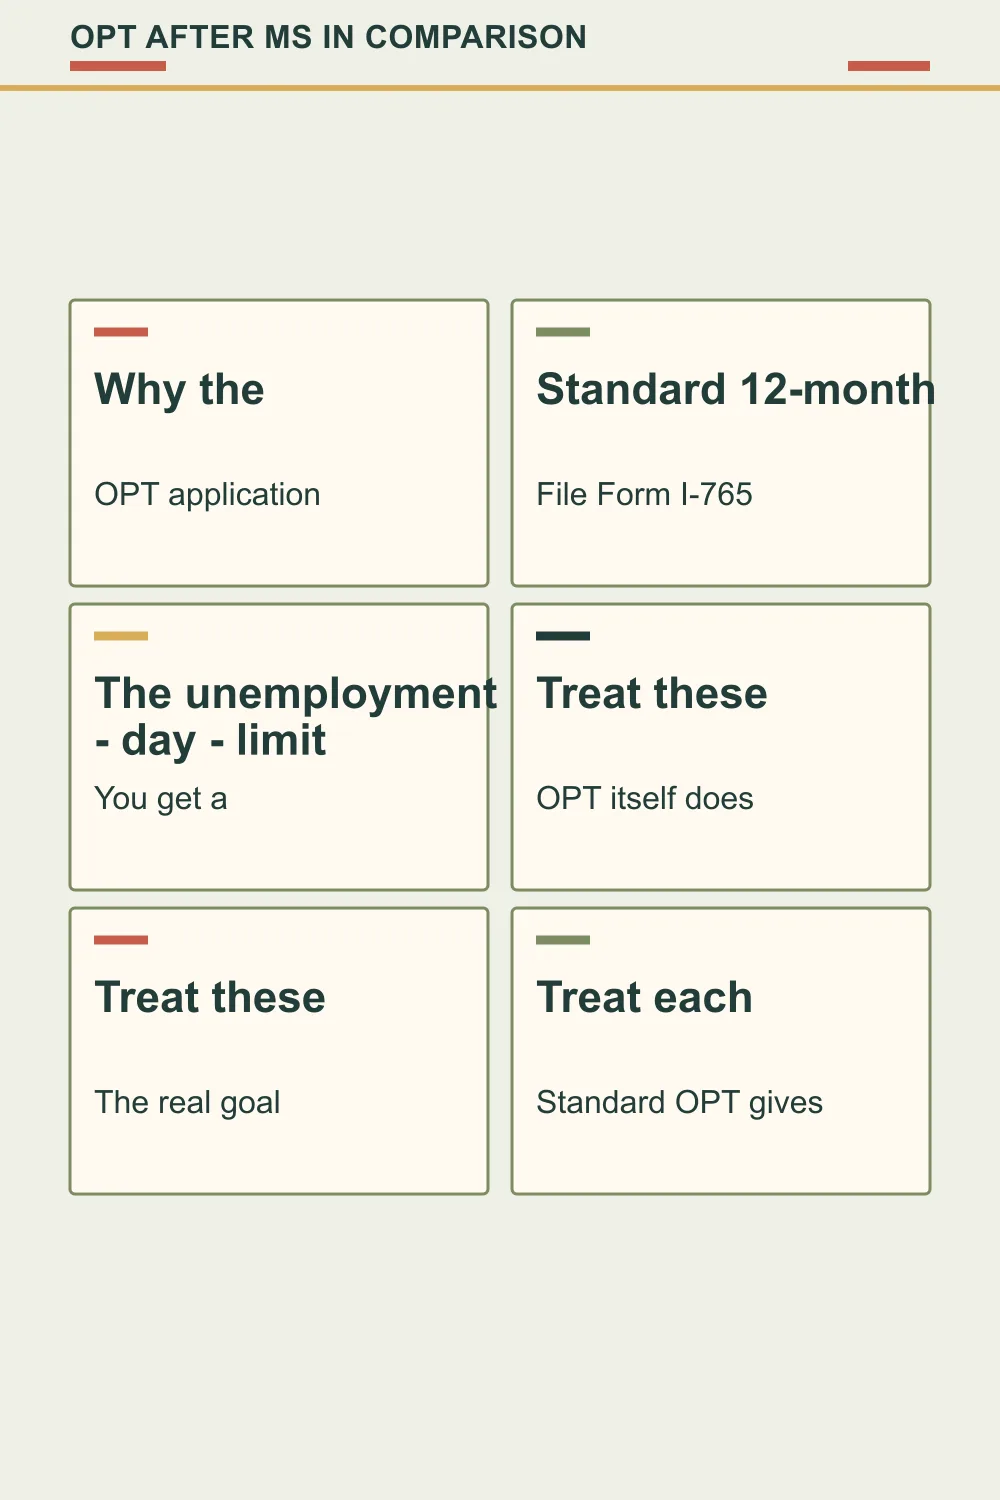 OPT AFTER MS IN COMPARISON
Why the
OPT application
Standard 12-month
File Form I-765
The unemployment
- day - limit
You get a
Treat these
OPT itself does
Treat these
The real goal
Treat each
Standard OPT gives